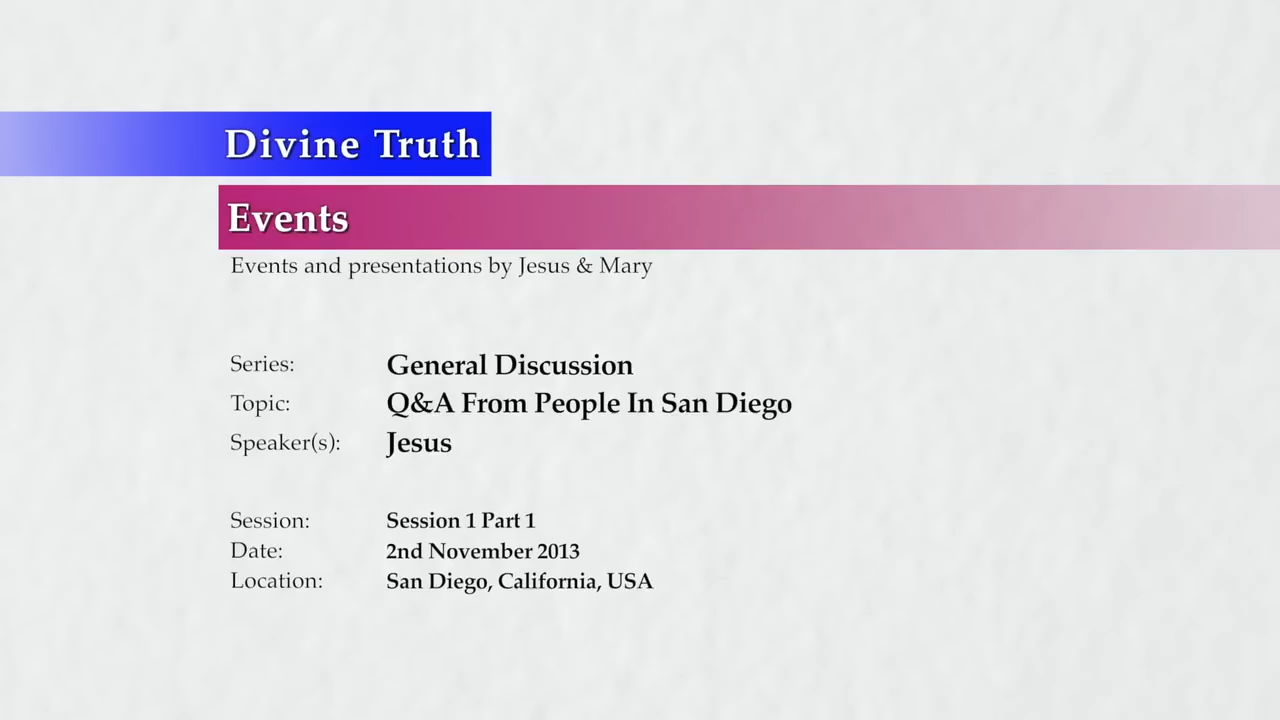 Divine Truth
Events
Events and presentations by Jesus & Mary
Series: General Discussion
Topic: Q&A From People In San Diego
Speaker(s): Jesus
Session: Session 1 Part 1
Date: 2nd November 2013
Location: San Diego, California, USA